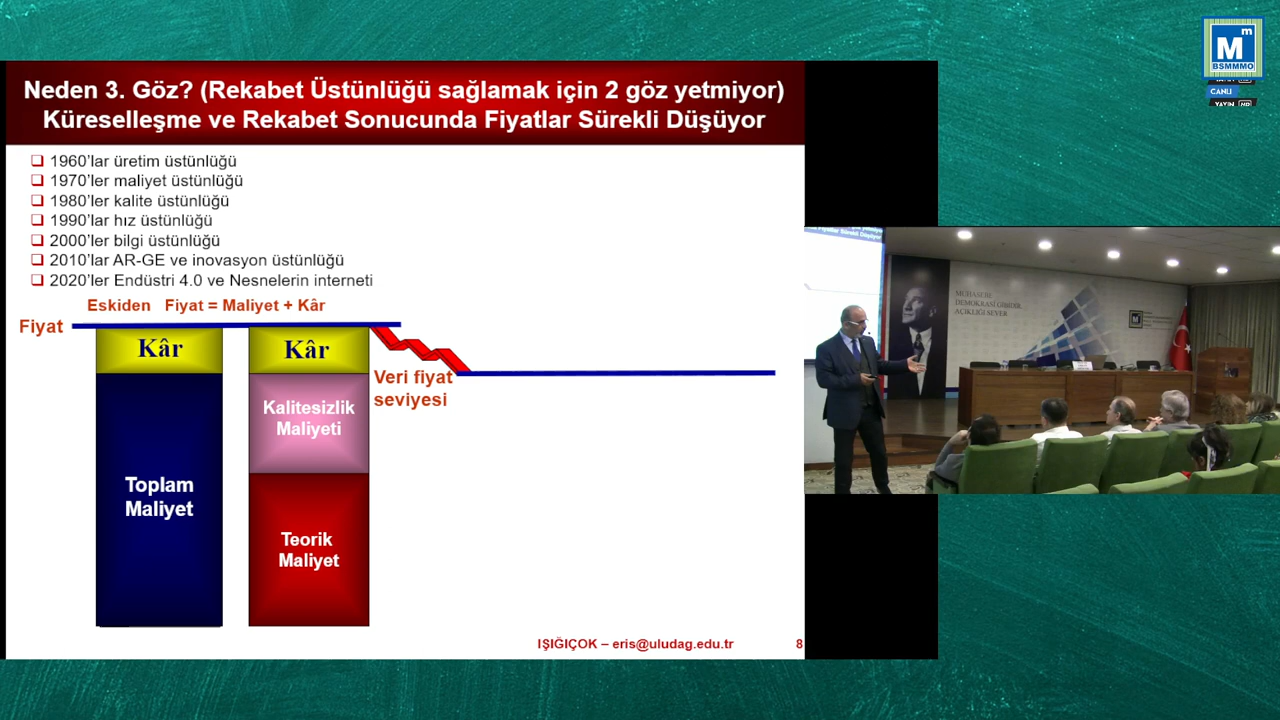 Neden 3. Göz? (Rekabet Üstünlüğü sağlamak için 2 göz yetmiyor)
Küreselleşme ve Rekabet Sonucunda Fiyatlar Sürekli Düşüyor
1960’lar üretim üstünlüğü
1970’ler maliyet üstünlüğü
1980’ler kalite üstünlüğü
1990’lar hız üstünlüğü
2000’ler bilgi üstünlüğü
2010’lar AR-GE ve inovasyon üstünlüğü
2020’ler Endüstri 4.0 ve Nesnelerin interneti
Eskiden Fiyat = Maliyet + Kâr
Fiyat
Kâr
Kâr
Veri fiyat
seviyesi
Kalitesizlik
Maliyeti
Toplam
Maliyet
Teorik
Maliyet
IŞIĞIÇOK – eris@uludag.edu.tr
8
Mm
BSMMMO
CANLI
YAYIN HD
MUHASEBE
DEMOKRASİ GİBİDİR,
AÇIKLIĞI SEVER